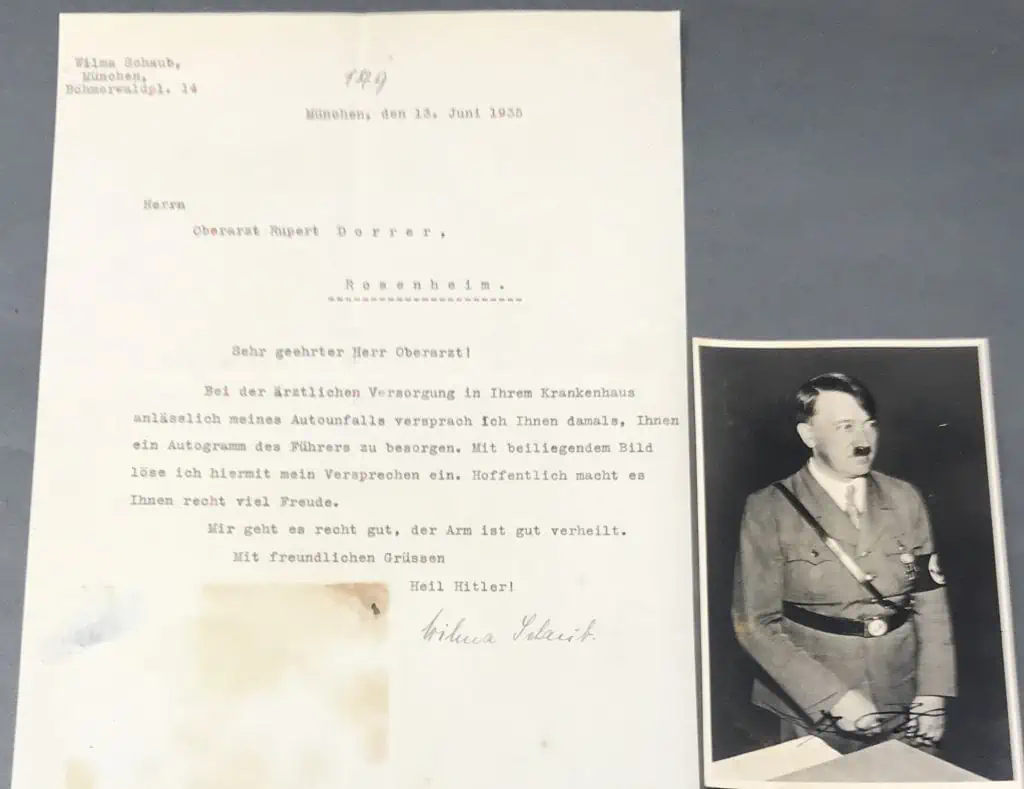 Wilma Schaub,
München,
Böhmerwaldpl. 14
179
München, den 13. Juni 1935
Herrn
Oberarzt Rupert D o r r e r ,
R o s e n h e i m .
Sehr geehrter Herr Oberarzt!
Bei der ärztlichen Versorgung in Ihrem Krankenhaus
anlässlich meines Autounfalls versprach ich Ihnen damals, Ihnen
ein Autogramm des Führers zu besorgen. Mit beiliegendem Bild
löse ich hiermit mein Versprechen ein. Hoffentlich macht es
Ihnen recht viel Freude.
Mir geht es recht gut, der Arm ist gut verheilt.
Mit freundlichen Grüssen
Heil Hitler!
Wilma Schaub.